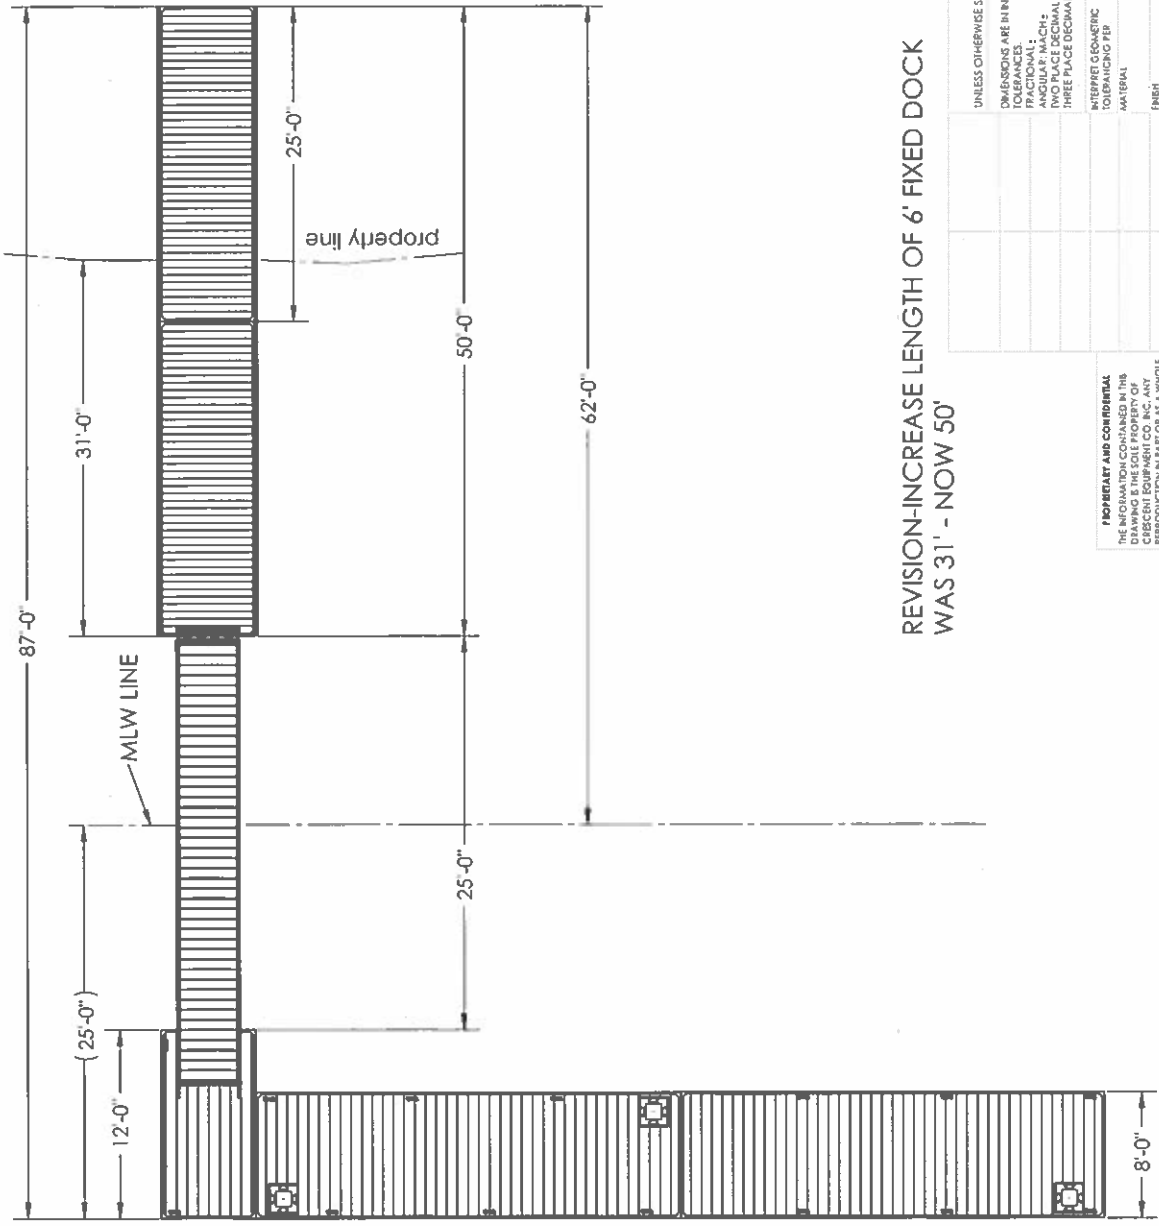 87'-0"
31'-0"
25'-0"
property line
50'-0"
62'-0"
MLW LINE
(25'-0")
12'-0"
25'-0"
8'-0"
REVISION-INCREASE LENGTH OF 6' FIXED DOCK
WAS 31' - NOW 50'
UNLESS OTHERWISE S
DIMENSIONS ARE IN IN
TOLERANCES:
FRACTIONAL ±
ANGULAR: MACH ±
TWO PLACE DECIMAL
THREE PLACE DECIMA
INTERPRET GEOMETRIC
TOLERANCING PER
MATERIAL
FINISH
PROPRIETARY AND CONFIDENTIAL
THE INFORMATION CONTAINED IN THIS
DRAWING IS THE SOLE PROPERTY OF
CRESCENT EQUIPMENT CO. INC. ANY
REPRODUCTION IN PART OR AS A WHOLE